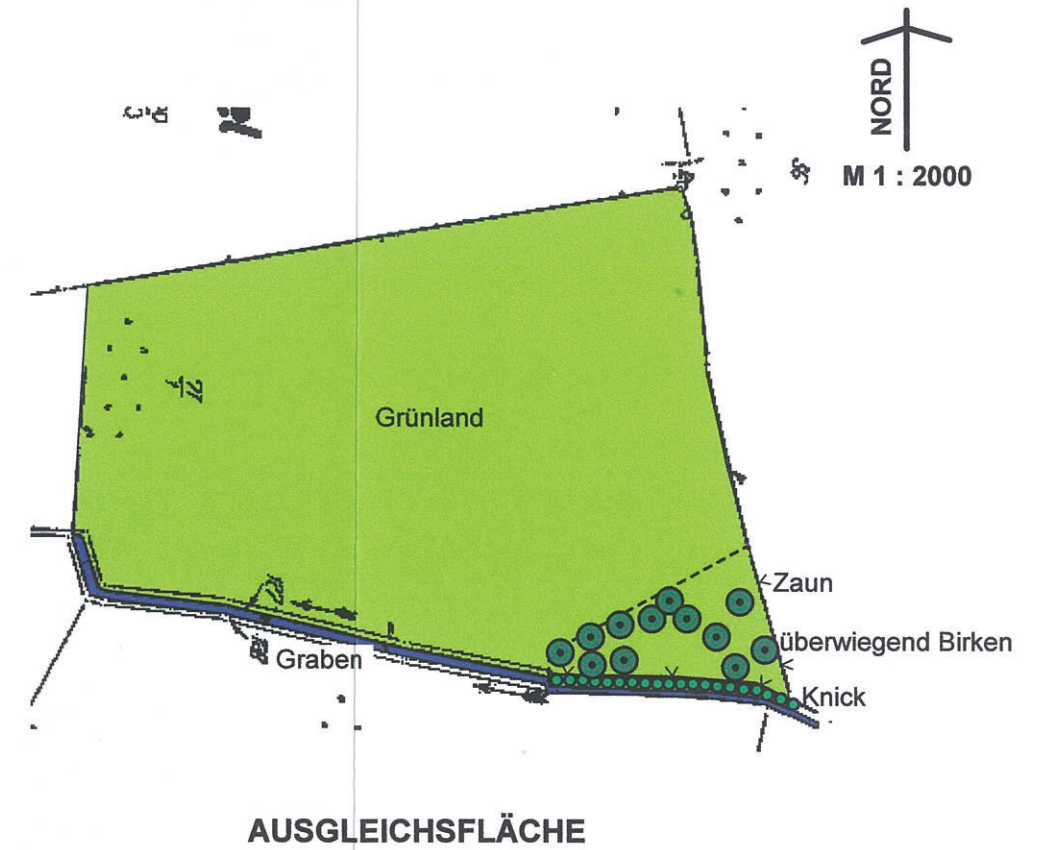 NORD
M 1 : 2000
Grünland
Zaun
überwiegend Birken
Graben
Knick
AUSGLEICHSFLÄCHE